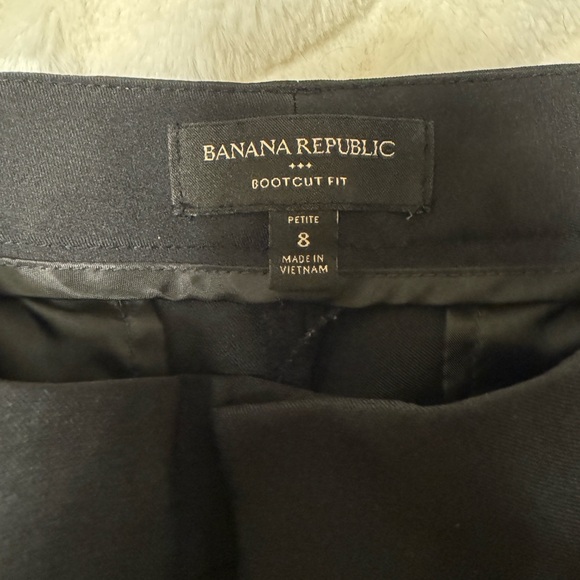 BANANA REPUBLIC
BOOTCUT FIT
PETITE
8
MADE IN
VIETNAM